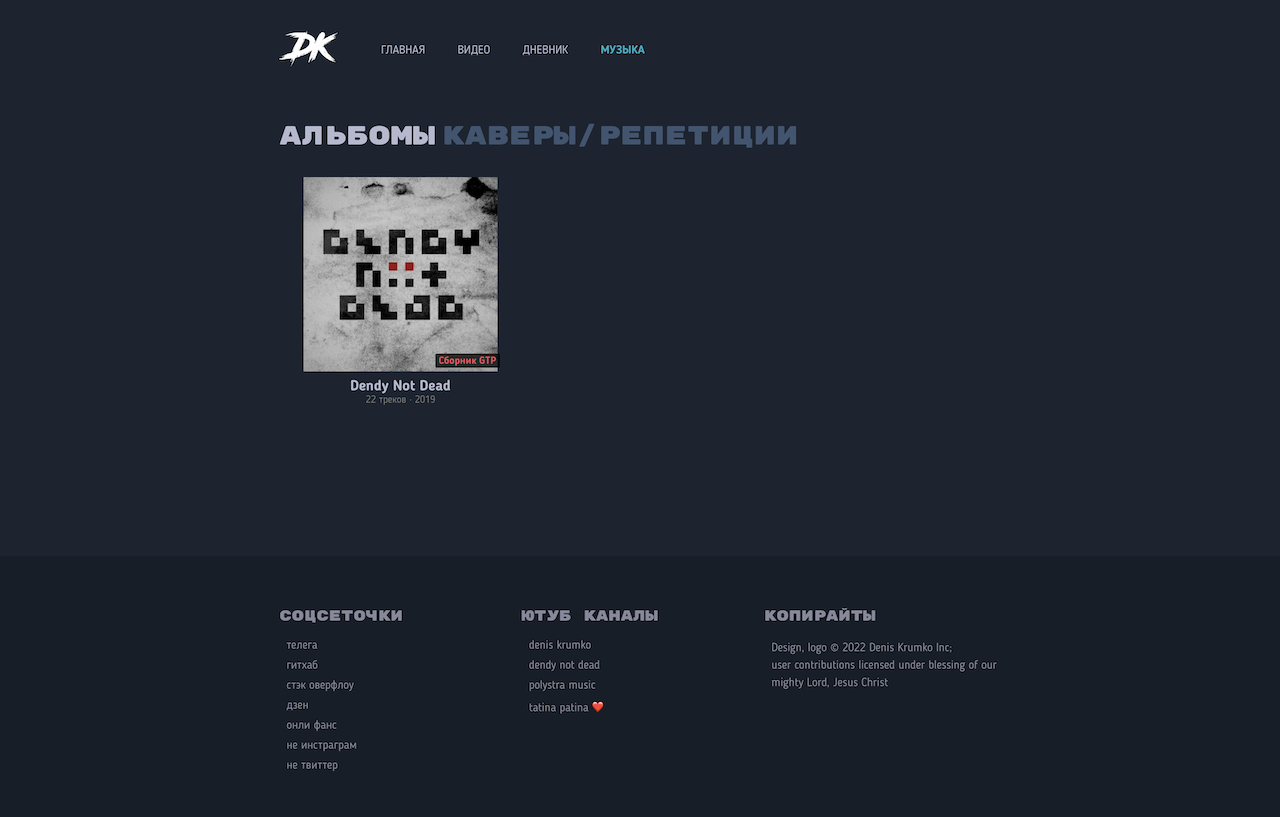 DK
ГЛАВНАЯ ВИДЕО ДНЕВНИК МУЗЫКА
АЛЬБОМЫ КАВЕРЫ/РЕПЕТИЦИИ
DENDY
NOT
DEAD
Сборник GTP
Dendy Not Dead
22 треков - 2019
СОЦСЕТОЧКИ
телега
гитхаб
стэк оверфлоу
дзен
онли фанс
не инстраграм
не твиттер
ЮТУБ КАНАЛЫ
denis krumko
dendy not dead
polystra music
tatina patina ❤️
КОПИРАЙТЫ
Design, logo © 2022 Denis Krumko Inc;
user contributions licensed under blessing of our
mighty Lord, Jesus Christ